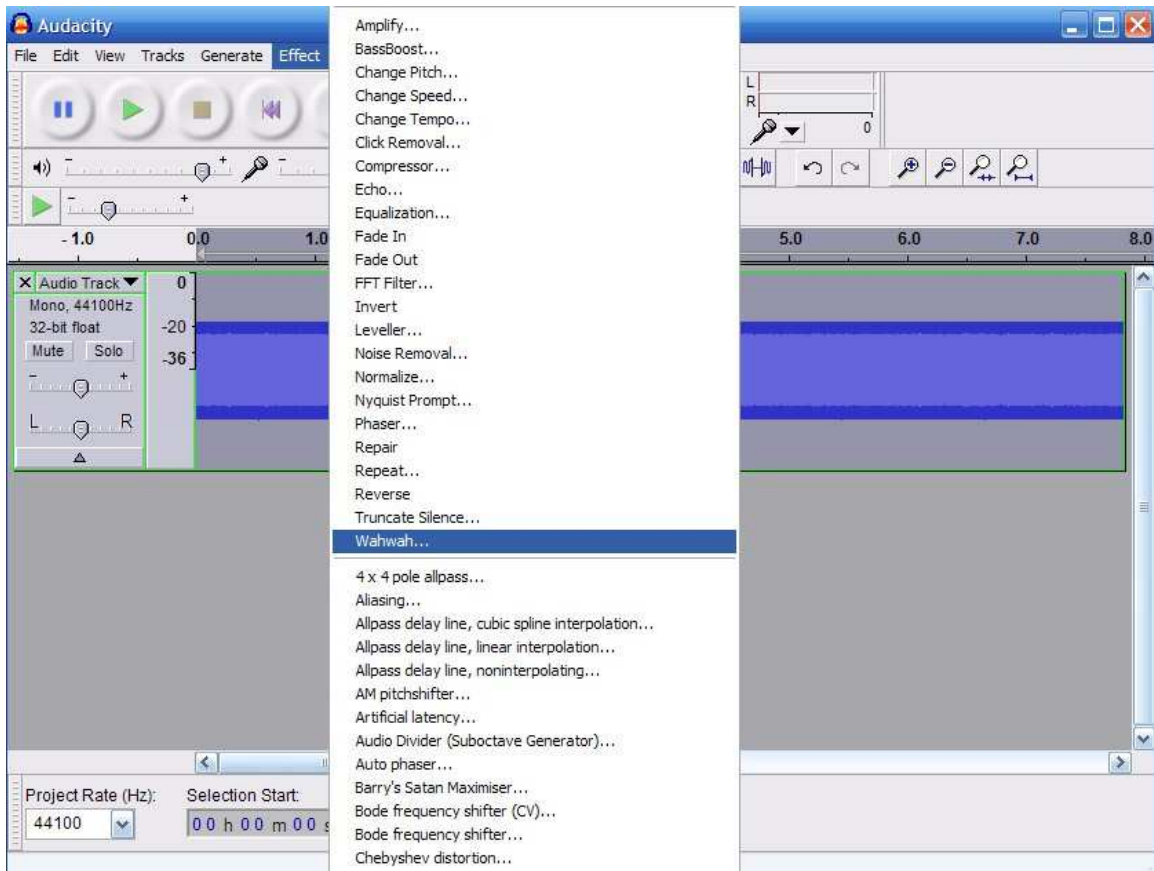 Audacity
File Edit View Tracks Generate Effect
Amplify...
BassBoost...
Change Pitch...
Change Speed...
Change Tempo...
Click Removal...
Compressor...
Echo...
Equalization...
Fade In
Fade Out
FFT Filter...
Invert
Leveller...
Noise Removal...
Normalize...
Nyquist Prompt...
Phaser...
Repair
Repeat...
Reverse
Truncate Silence...
Wahwah...
4 x 4 pole allpass...
Aliasing...
Allpass delay line, cubic spline interpolation...
Allpass delay line, linear interpolation...
Allpass delay line, noninterpolating...
AM pitchshifter...
Artificial latency...
Audio Divider (Suboctave Generator)...
Auto phaser...
Barry's Satan Maximiser...
Bode frequency shifter (CV)...
Bode frequency shifter...
Chebyshev distortion...
L
R
0
- +
- +
- 1.0 0.0 1.0 5.0 6.0 7.0 8.0
X Audio Track 0
Mono, 44100Hz
32-bit float -20
Mute Solo -36
- +
L R
Project Rate (Hz): Selection Start:
44100 00 h 00 m 00 s